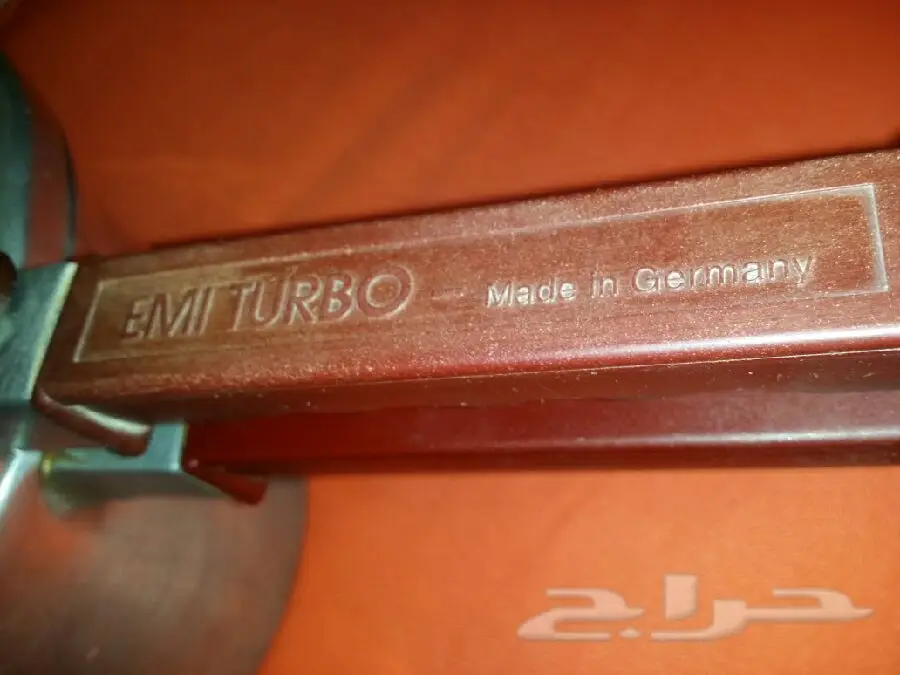 EMI TURBO Made in Germany
حراج